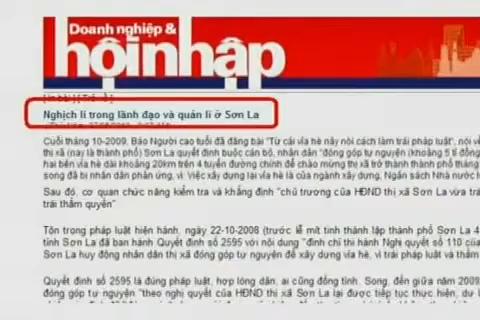 Doanh nghiệp &
hộinhập
[In bài] [Trở về]
Nghịch lí trong lãnh đạo và quản lí ở Sơn La
Cuối tháng 10-2009, Báo Người cao tuổi đã đăng bài "Từ cái vỉa hè này nói cách làm trái pháp luật", nói về
thị xã (nay là thành phố) Sơn La quyết định buộc cán bộ, nhân dân "đóng góp tự nguyện (khoảng 5 tỉ đồng
hai bên vỉa hè dài khoảng 20km trên 4 tuyến đường chính để chào mừng thị xã trở thành thành phố tháng
song đã bị nhân dân phản ứng, vì: Việc xây dựng lại vỉa hè là của ngành xây dựng, Ngân sách Nhà nước
Sau đó, cơ quan chức năng kiểm tra và khẳng định "chủ trương của HĐND thị xã Sơn La vừa trá
trái thẩm quyền"
Tôn trọng pháp luật hiện hành, ngày 22-10-2008 (trước lễ mít tinh thành lập thành phố Sơn La 4
tỉnh Sơn La đã ban hành Quyết định số 2595 với nội dung "đình chỉ thi hành Nghị quyết số 110 của
Sơn La huy động nhân dân thị xã đóng góp tự nguyện để xây dựng vỉa hè, vì trái pháp luật và thẩm
Quyết định số 2595 là đúng pháp luật, hợp lòng dân, ai cũng đồng tình. Song, đến giữa năm 2009
đóng góp tự nguyện "theo nghị quyết của HĐND thị xã Sơn La lại được tiếp tục thực hiện, dư l